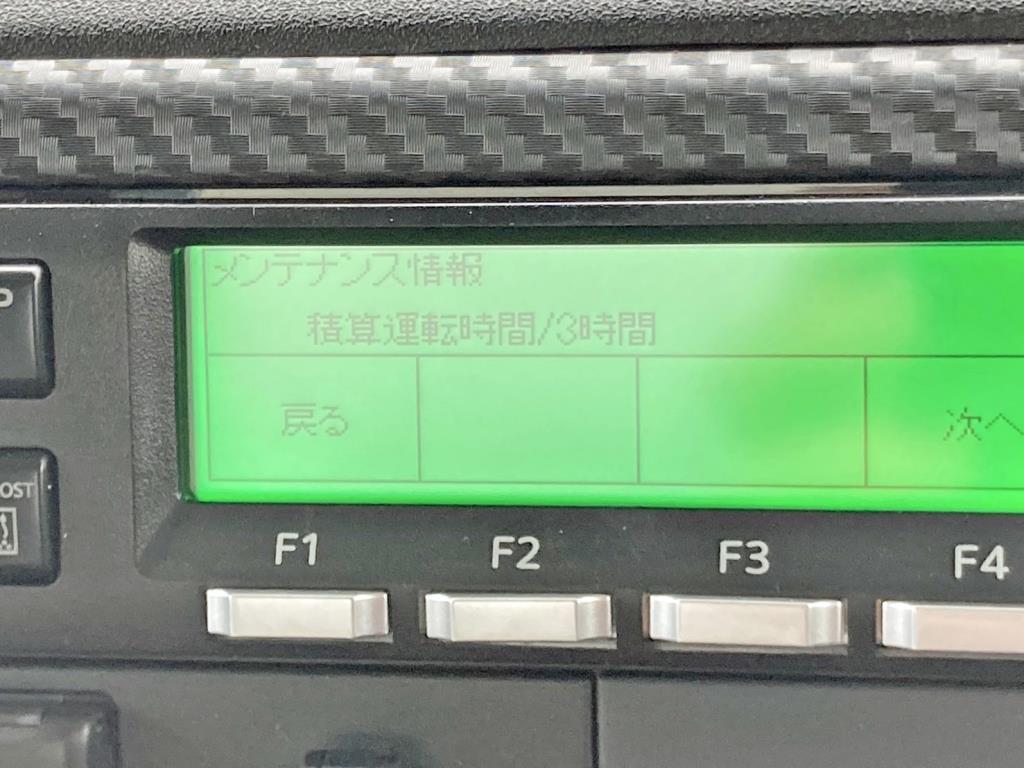 メンテナンス情報
積算運転時間/3時間
戻る 次へ
P
OST
F1 F2 F3 F4